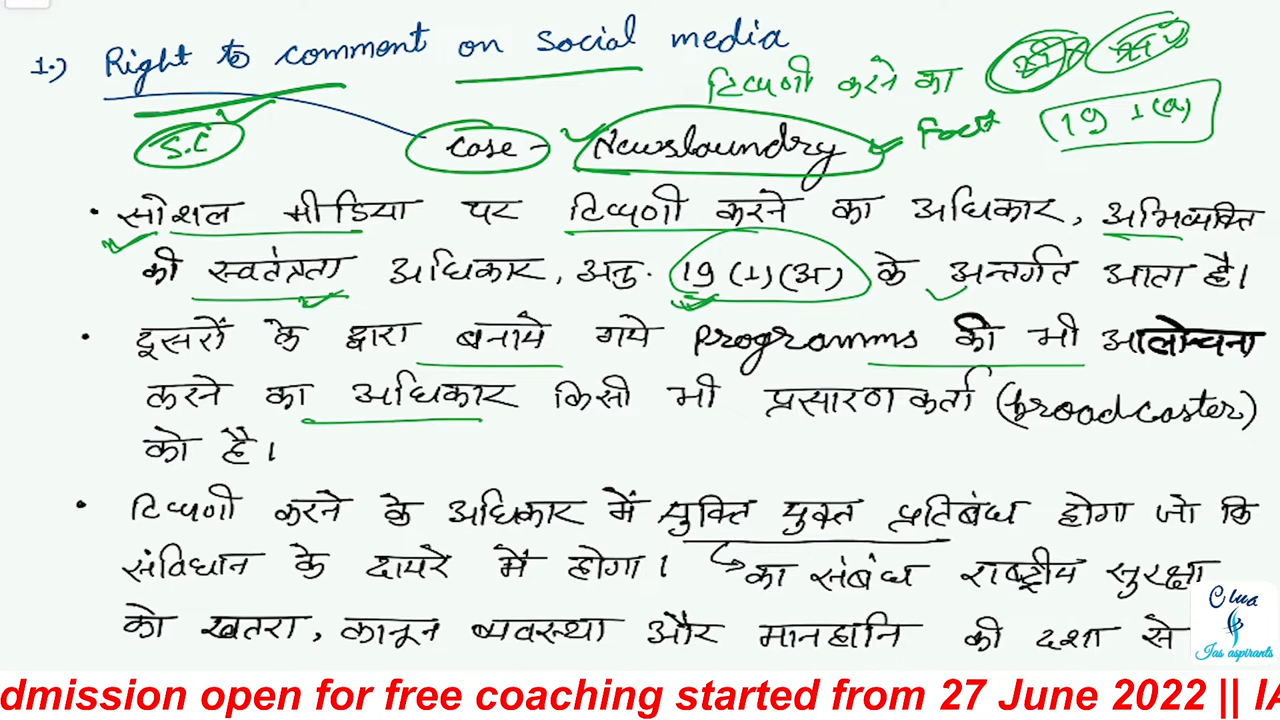 1.) Right to comment on social media
टिप्पणी करने का
19 1 (a)
S.C
Case - Newslaundry
Fact
• सोशल मीडिया पर टिप्पणी करने का अधिकार, अभिव्यक्ति
की स्वतंत्रता अधिकार, अनु. 19 (1) (अ) के अन्तर्गत आता है।
• दूसरों के द्वारा बनाये गये Programms की भी आलोचना
करने का अधिकार किसी भी प्रसारणकर्ता (broadcaster)
को है।
• टिप्पणी करने के अधिकार में युक्ति युक्त प्रतिबंध होगा जो कि
संविधान के दायरे में होगा। का संबंध राष्ट्रीय सुरक्षा
को खतरा, कानून व्यवस्था और मानहानि की दशा से
Clua
Ias aspirants
dmission open for free coaching started from 27 June 2022 || IA